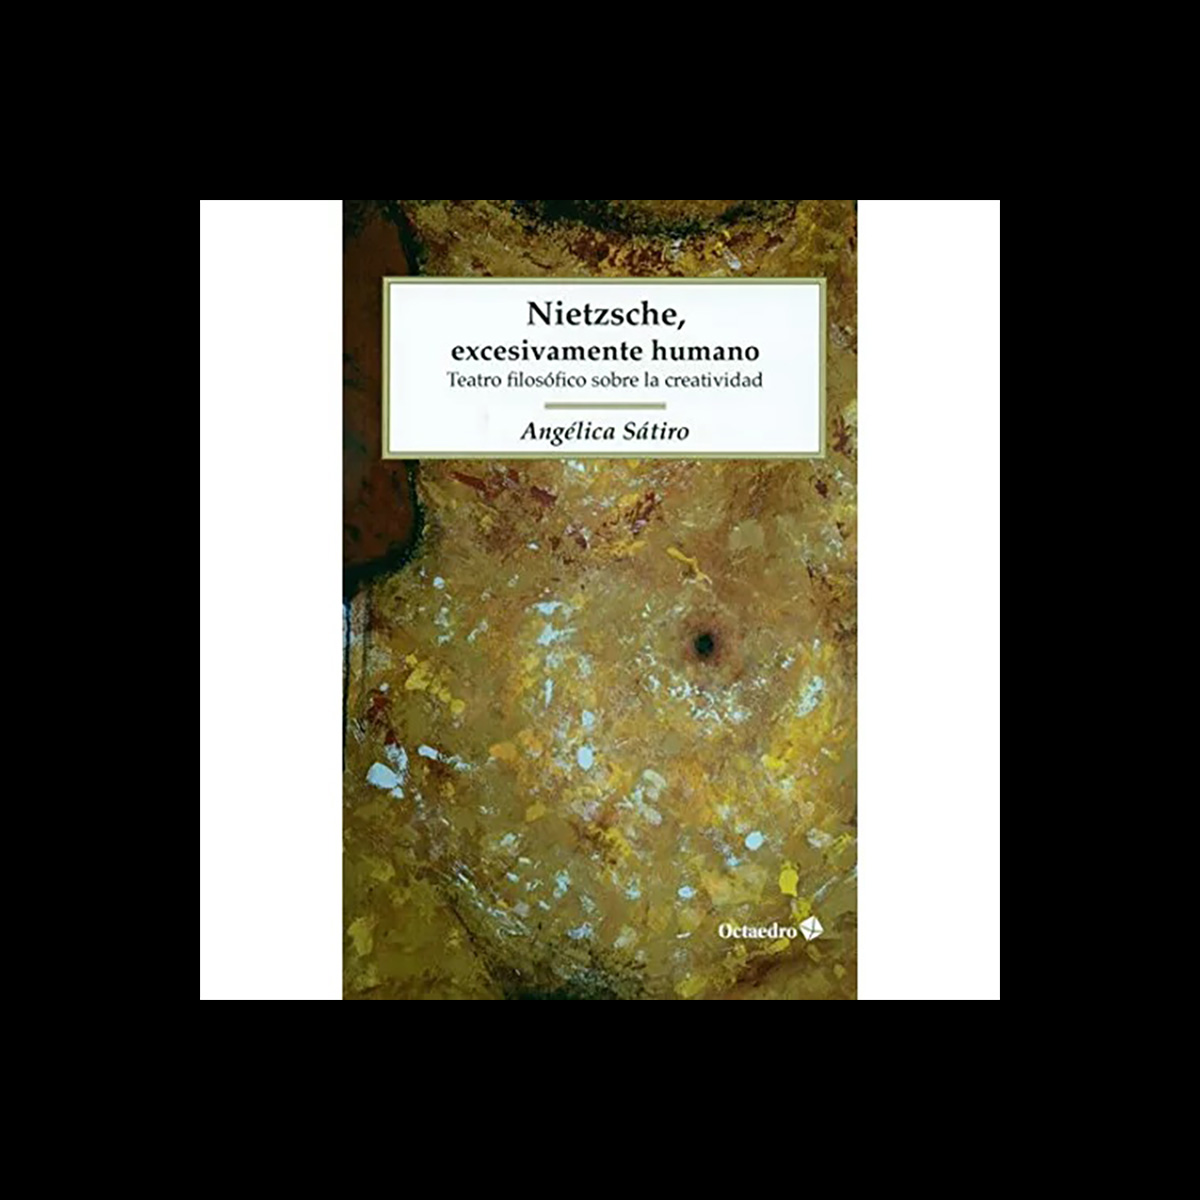 Nietzsche,
excesivamente humano
Teatro filosófico sobre la creatividad
Angélica Sátiro
Octaedro